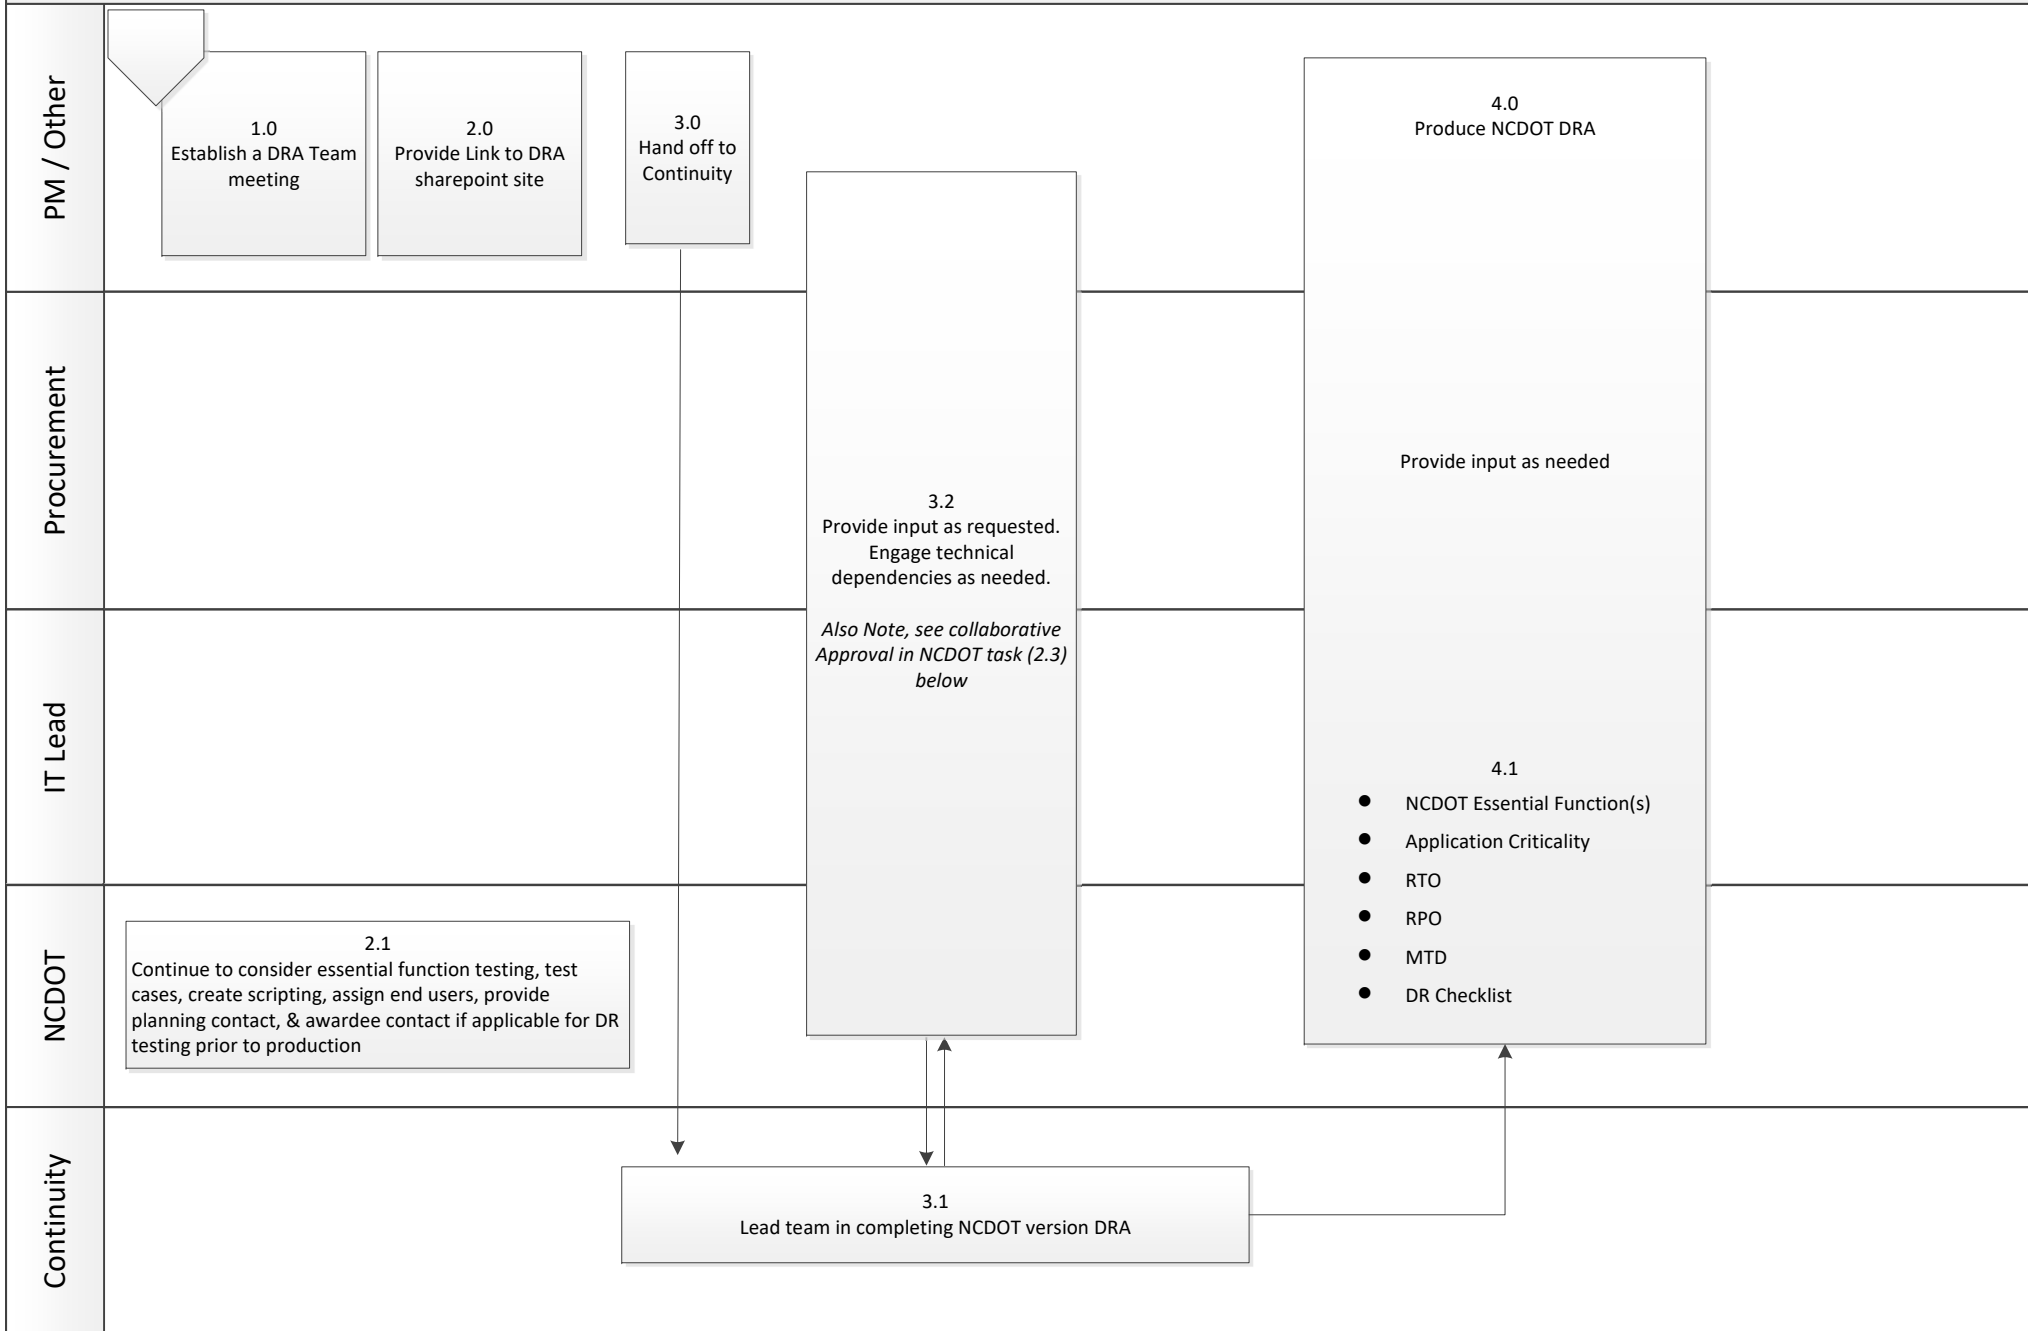 PM / Other
1.0
Establish a DRA Team
meeting
2.0
Provide Link to DRA
sharepoint site
3.0
Hand off to
Continuity
4.0
Produce NCDOT DRA
Procurement
Provide input as needed
3.2
Provide input as requested.
Engage technical
dependencies as needed.
Also Note, see collaborative
Approval in NCDOT task (2.3)
below
IT Lead
4.1
● NCDOT Essential Function(s)
● Application Criticality
● RTO
● RPO
● MTD
● DR Checklist
NCDOT
2.1
Continue to consider essential function testing, test
cases, create scripting, assign end users, provide
planning contact, & awardee contact if applicable for DR
testing prior to production
Continuity
3.1
Lead team in completing NCDOT version DRA